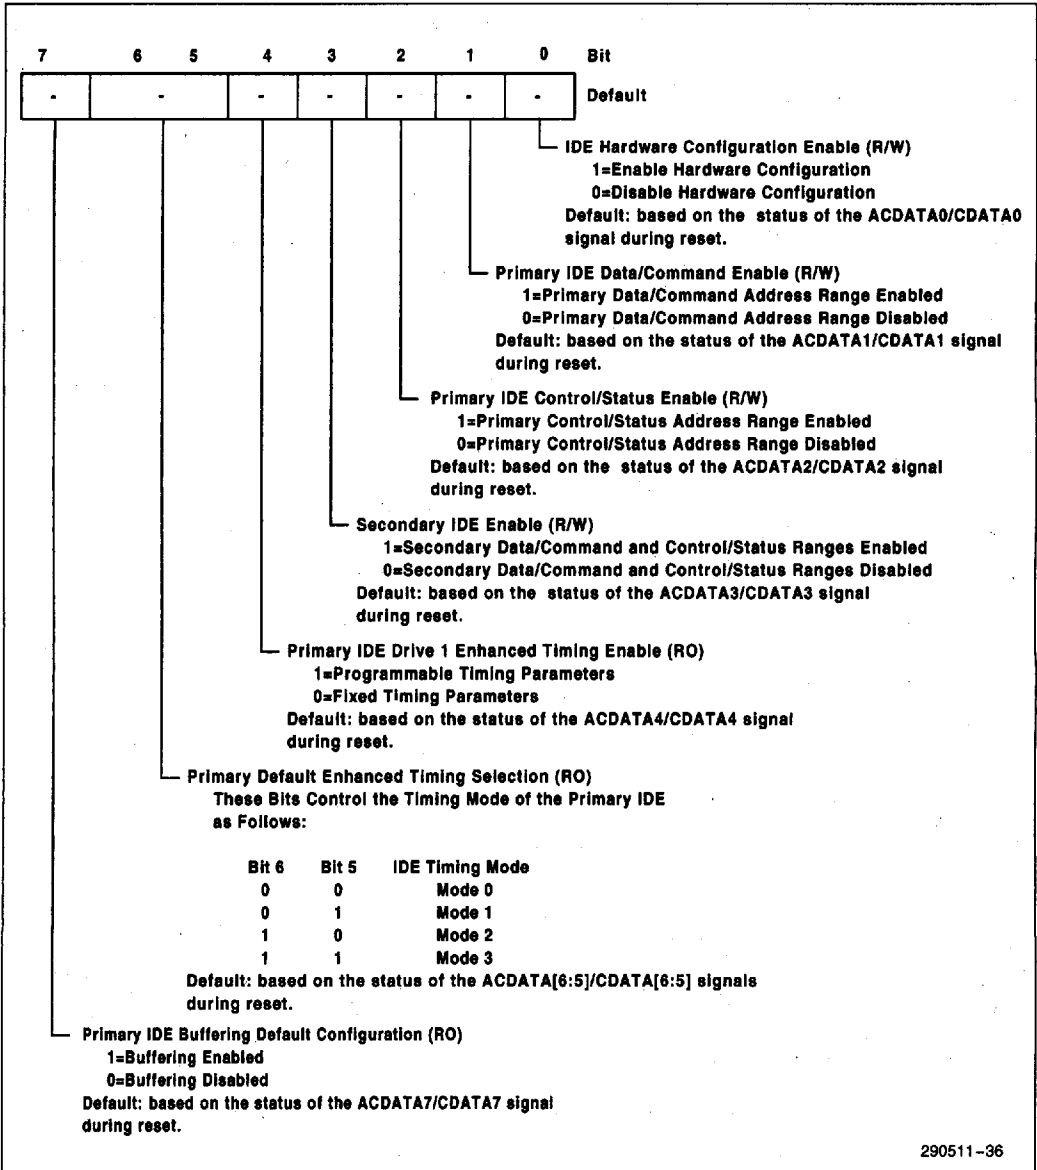 7 6 5 4 3 2 1 0 Bit
- - - - - - - Default
IDE Hardware Configuration Enable (R/W)
1=Enable Hardware Configuration
0=Disable Hardware Configuration
Default: based on the status of the ACDATA0/CDATA0
signal during reset.
Primary IDE Data/Command Enable (R/W)
1=Primary Data/Command Address Range Enabled
0=Primary Data/Command Address Range Disabled
Default: based on the status of the ACDATA1/CDATA1 signal
during reset.
Primary IDE Control/Status Enable (R/W)
1=Primary Control/Status Address Range Enabled
0=Primary Control/Status Address Range Disabled
Default: based on the status of the ACDATA2/CDATA2 signal
during reset.
Secondary IDE Enable (R/W)
1=Secondary Data/Command and Control/Status Ranges Enabled
0=Secondary Data/Command and Control/Status Ranges Disabled
Default: based on the status of the ACDATA3/CDATA3 signal
during reset.
Primary IDE Drive 1 Enhanced Timing Enable (RO)
1=Programmable Timing Parameters
0=Fixed Timing Parameters
Default: based on the status of the ACDATA4/CDATA4 signal
during reset.
Primary Default Enhanced Timing Selection (RO)
These Bits Control the Timing Mode of the Primary IDE
as Follows:
Bit 6 Bit 5 IDE Timing Mode
0 0 Mode 0
0 1 Mode 1
1 0 Mode 2
1 1 Mode 3
Default: based on the status of the ACDATA[6:5]/CDATA[6:5] signals
during reset.
Primary IDE Buffering Default Configuration (RO)
1=Buffering Enabled
0=Buffering Disabled
Default: based on the status of the ACDATA7/CDATA7 signal
during reset.
290511-36